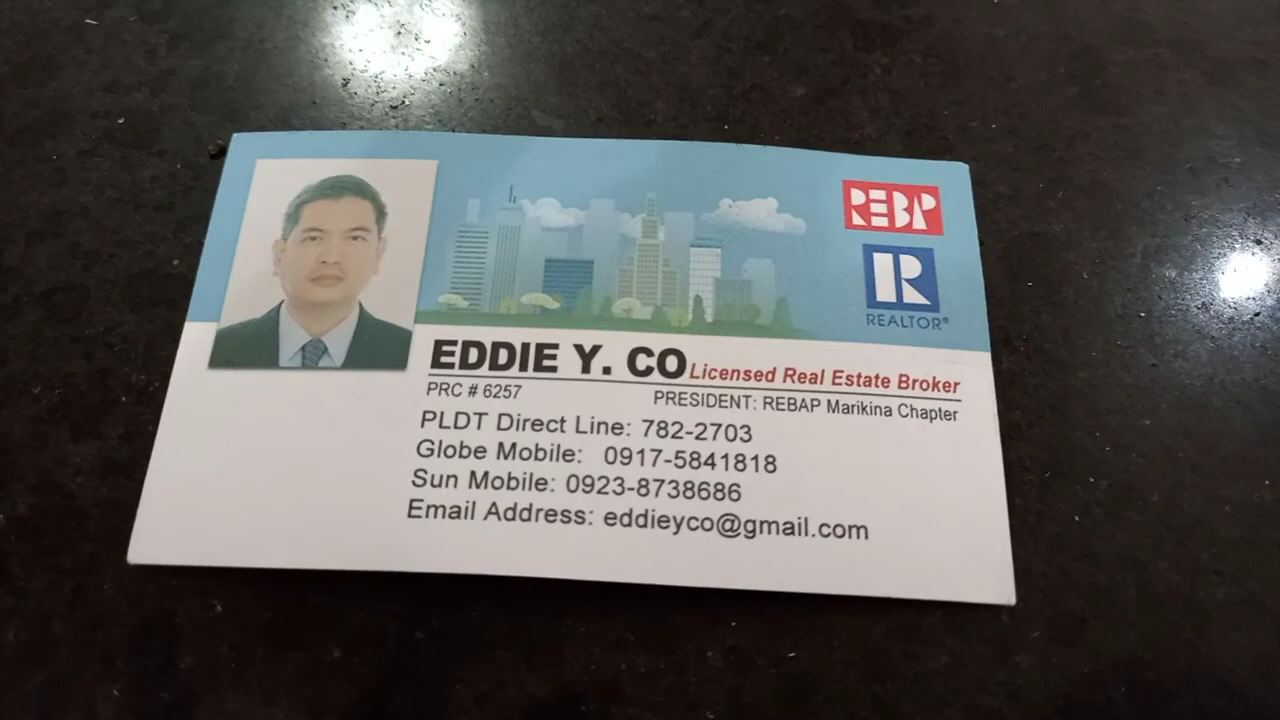 REBAP
R
REALTOR®
EDDIE Y. CO Licensed Real Estate Broker
PRC # 6257 PRESIDENT: REBAP Marikina Chapter
PLDT Direct Line: 782-2703
Globe Mobile: 0917-5841818
Sun Mobile: 0923-8738686
Email Address: eddieyco@gmail.com